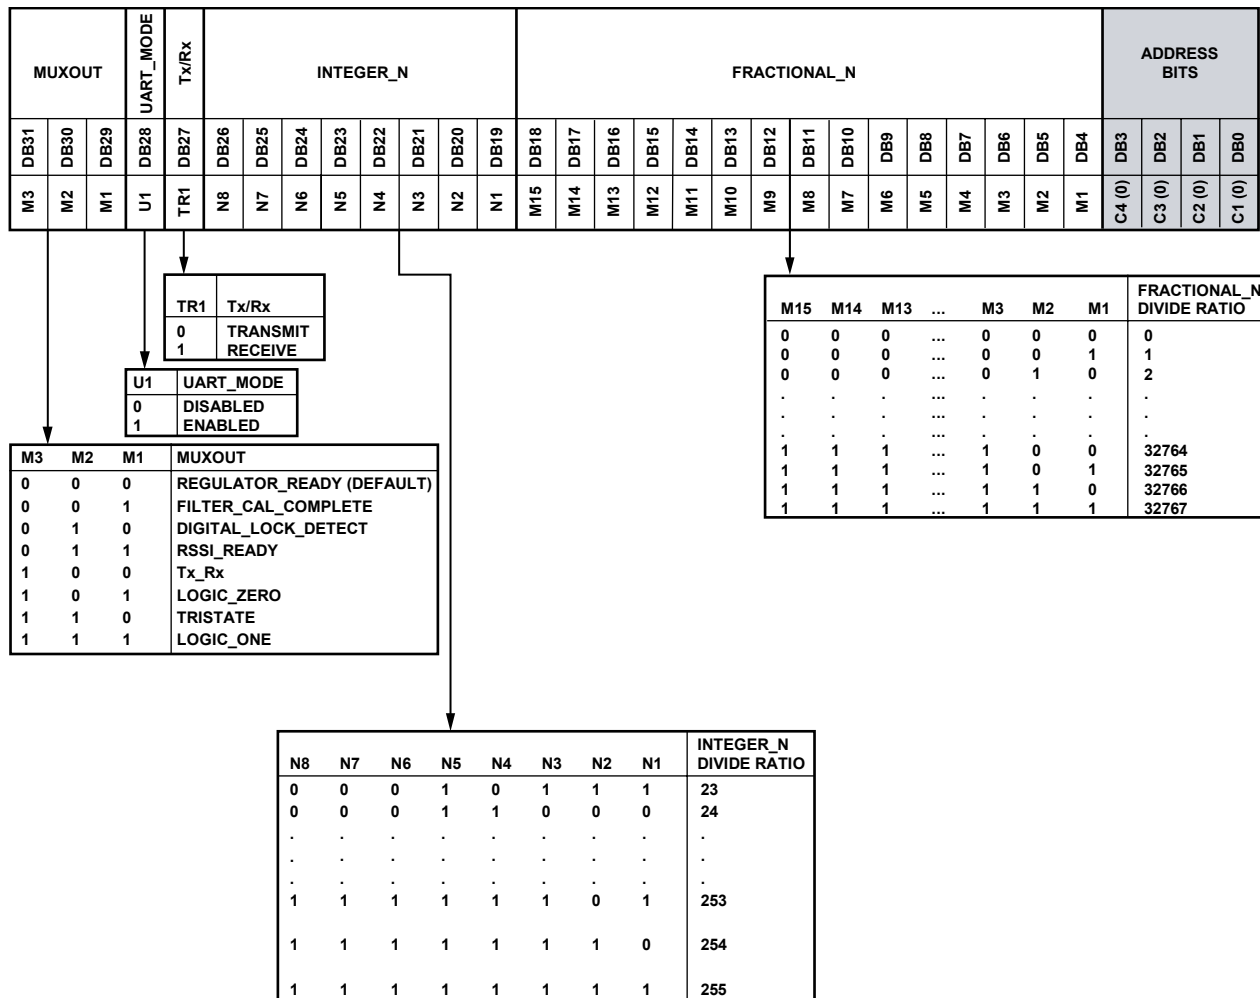 MUXOUT UART_MODE Tx/Rx INTEGER_N FRACTIONAL_N ADDRESS BITS
DB31 DB30 DB29 DB28 DB27 DB26 DB25 DB24 DB23 DB22 DB21 DB20 DB19 DB18 DB17 DB16 DB15 DB14 DB13 DB12 DB11 DB10 DB9 DB8 DB7 DB6 DB5 DB4 DB3 DB2 DB1 DB0
M3 M2 M1 U1 TR1 N8 N7 N6 N5 N4 N3 N2 N1 M15 M14 M13 M12 M11 M10 M9 M8 M7 M6 M5 M4 M3 M2 M1 C4 (0) C3 (0) C2 (0) C1 (0)
TR1 Tx/Rx
0 TRANSMIT
1 RECEIVE
U1 UART_MODE
0 DISABLED
1 ENABLED
M3 M2 M1 MUXOUT
0 0 0 REGULATOR_READY (DEFAULT)
0 0 1 FILTER_CAL_COMPLETE
0 1 0 DIGITAL_LOCK_DETECT
0 1 1 RSSI_READY
1 0 0 Tx_Rx
1 0 1 LOGIC_ZERO
1 1 0 TRISTATE
1 1 1 LOGIC_ONE
M15 M14 M13 ... M3 M2 M1 FRACTIONAL_N DIVIDE RATIO
0 0 0 ... 0 0 0 0
0 0 0 ... 0 0 1 1
0 0 0 ... 0 1 0 2
. . . ... . . . .
. . . ... . . . .
. . . ... . . . .
1 1 1 ... 1 0 0 32764
1 1 1 ... 1 0 1 32765
1 1 1 ... 1 1 0 32766
1 1 1 ... 1 1 1 32767
N8 N7 N6 N5 N4 N3 N2 N1 INTEGER_N DIVIDE RATIO
0 0 0 1 0 1 1 1 23
0 0 0 1 1 0 0 0 24
. . . . . . . . .
. . . . . . . . .
. . . . . . . . .
1 1 1 1 1 1 0 1 253
1 1 1 1 1 1 1 0 254
1 1 1 1 1 1 1 1 255